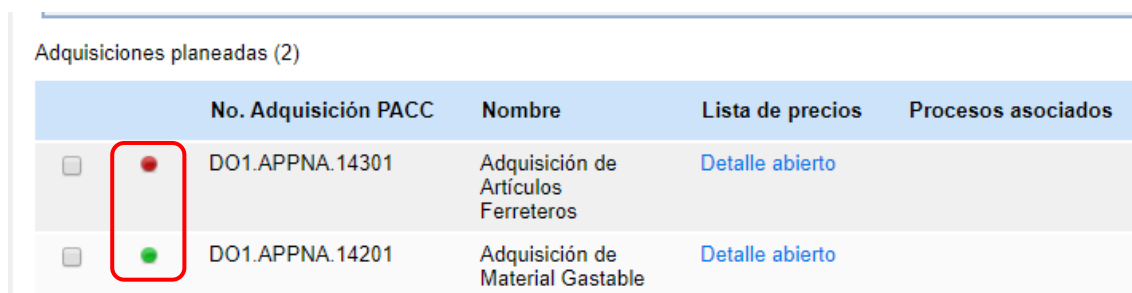 Adquisiciones planeadas (2)
No. Adquisición PACC Nombre Lista de precios Procesos asociados
DO1.APPNA.14301 Adquisición de Detalle abierto
Artículos
Ferreteros
DO1.APPNA.14201 Adquisición de Detalle abierto
Material Gastable